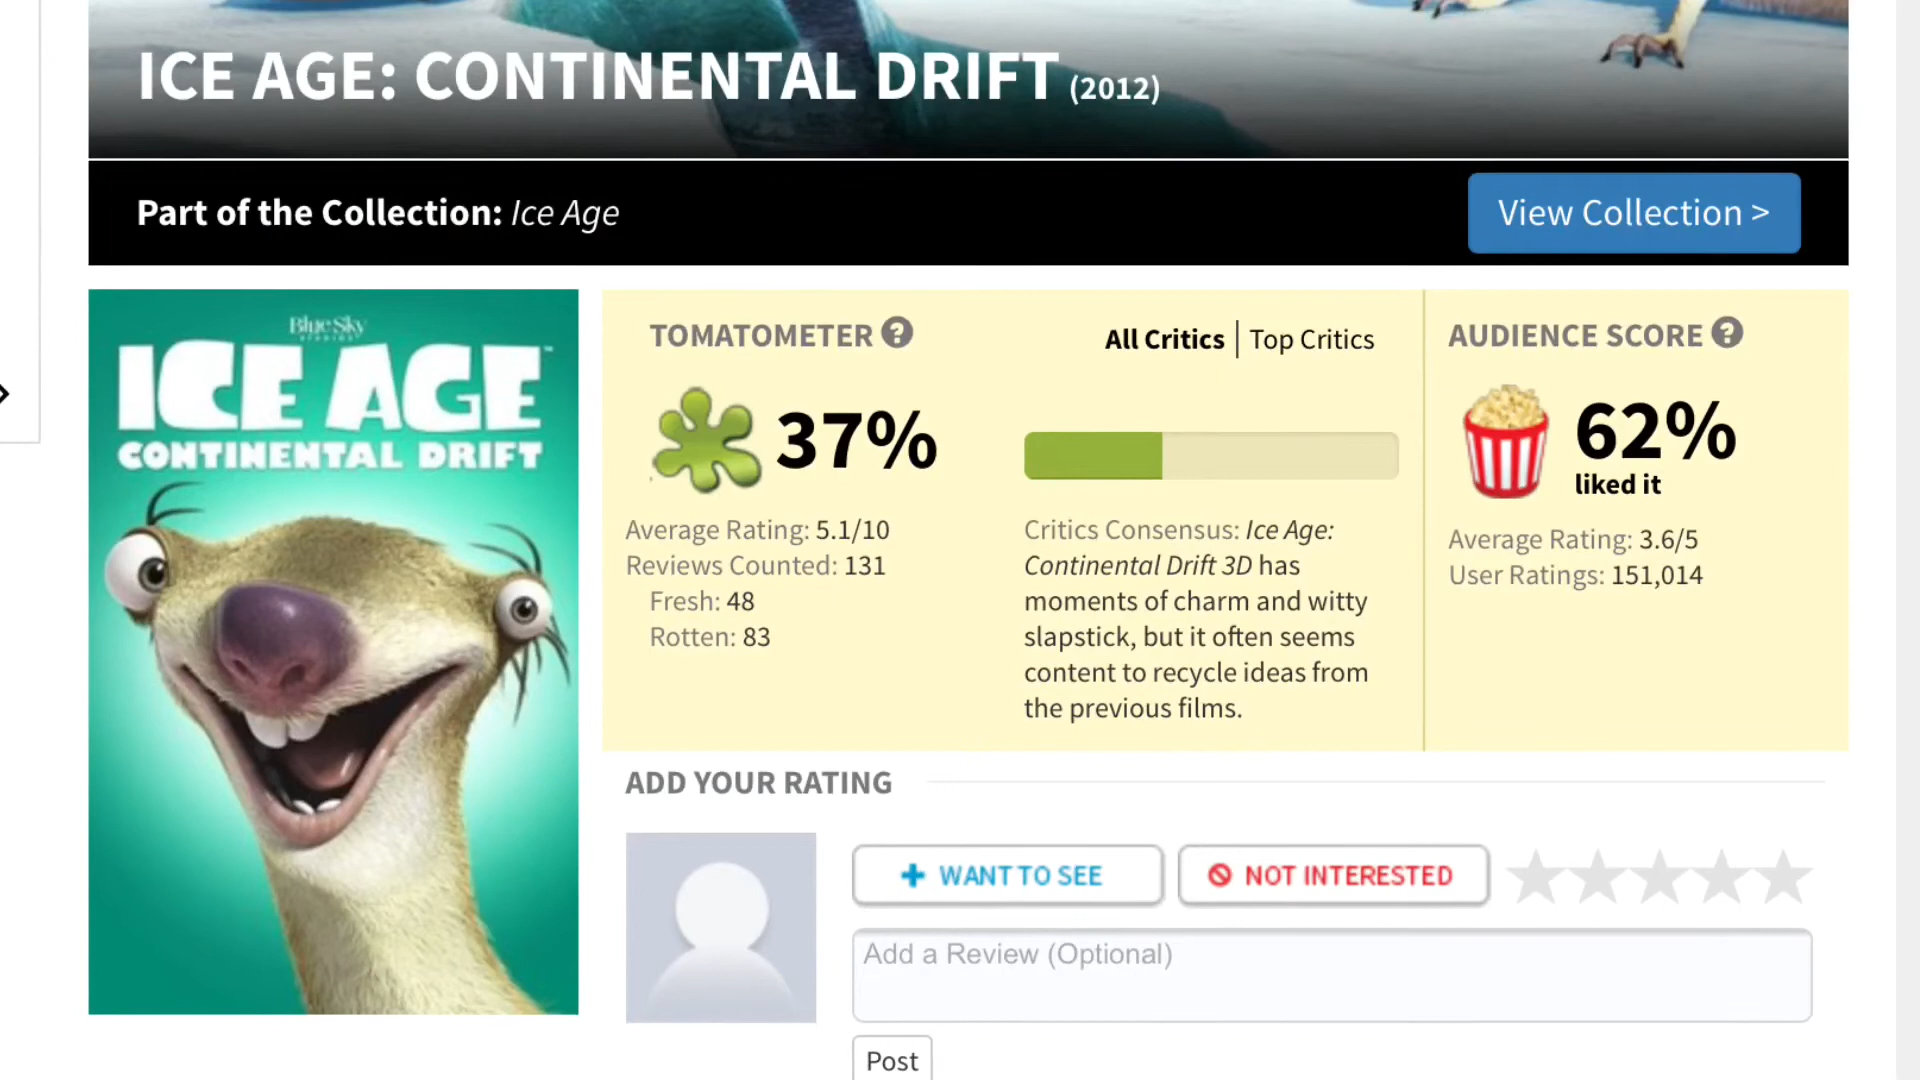 ICE AGE: CONTINENTAL DRIFT (2012)
Part of the Collection: Ice Age
View Collection >
Blue Sky
STUDIOS
ICE AGE
CONTINENTAL DRIFT
TOMATOMETER ?
All Critics | Top Critics
37%
Average Rating: 5.1/10
Reviews Counted: 131
Fresh: 48
Rotten: 83
Critics Consensus: Ice Age:
Continental Drift 3D has
moments of charm and witty
slapstick, but it often seems
content to recycle ideas from
the previous films.
AUDIENCE SCORE ?
62%
liked it
Average Rating: 3.6/5
User Ratings: 151,014
ADD YOUR RATING
WANT TO SEE
NOT INTERESTED
Add a Review (Optional)
Post